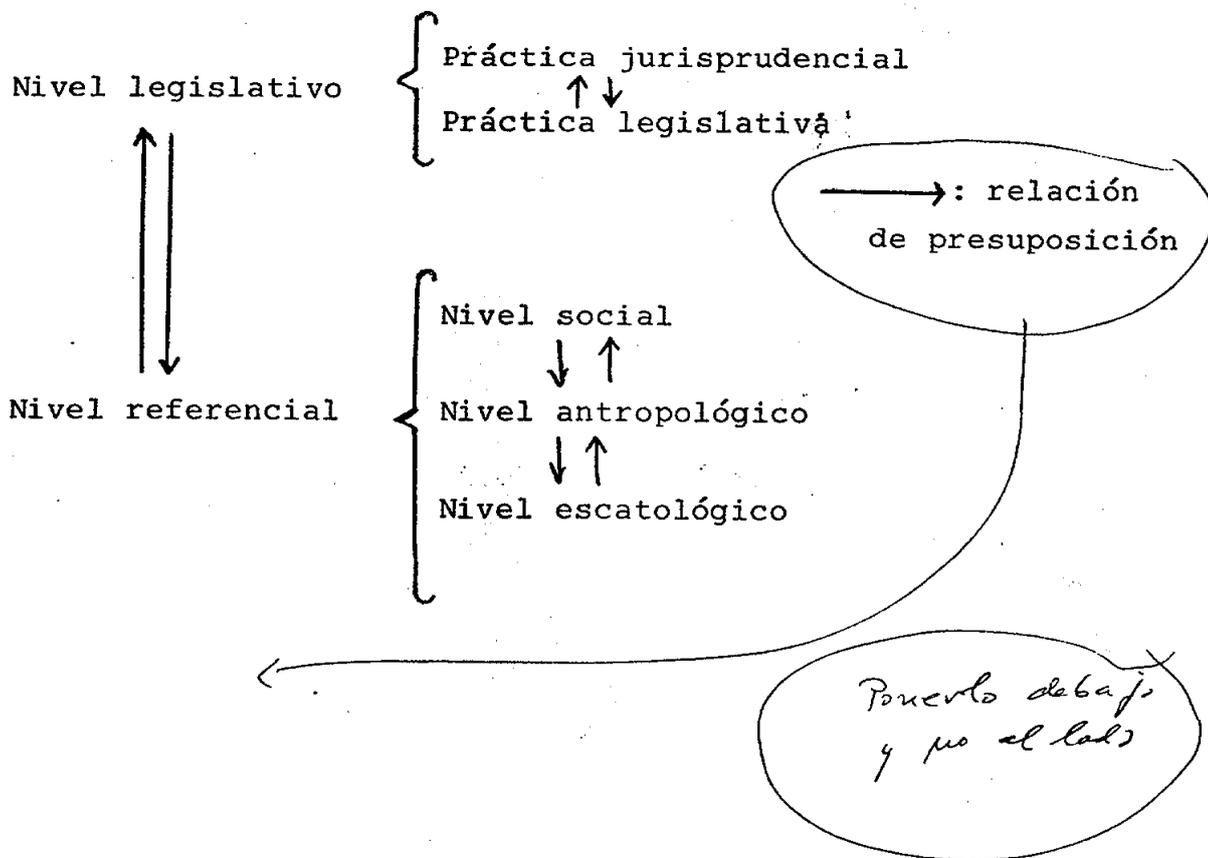 Práctica jurisprudencial
Nivel legislativo
Práctica legislativa
: relación
de presuposición
Nivel social
Nivel referencial
Nivel antropológico
Nivel escatológico
Ponerlo debajo
y no al lado